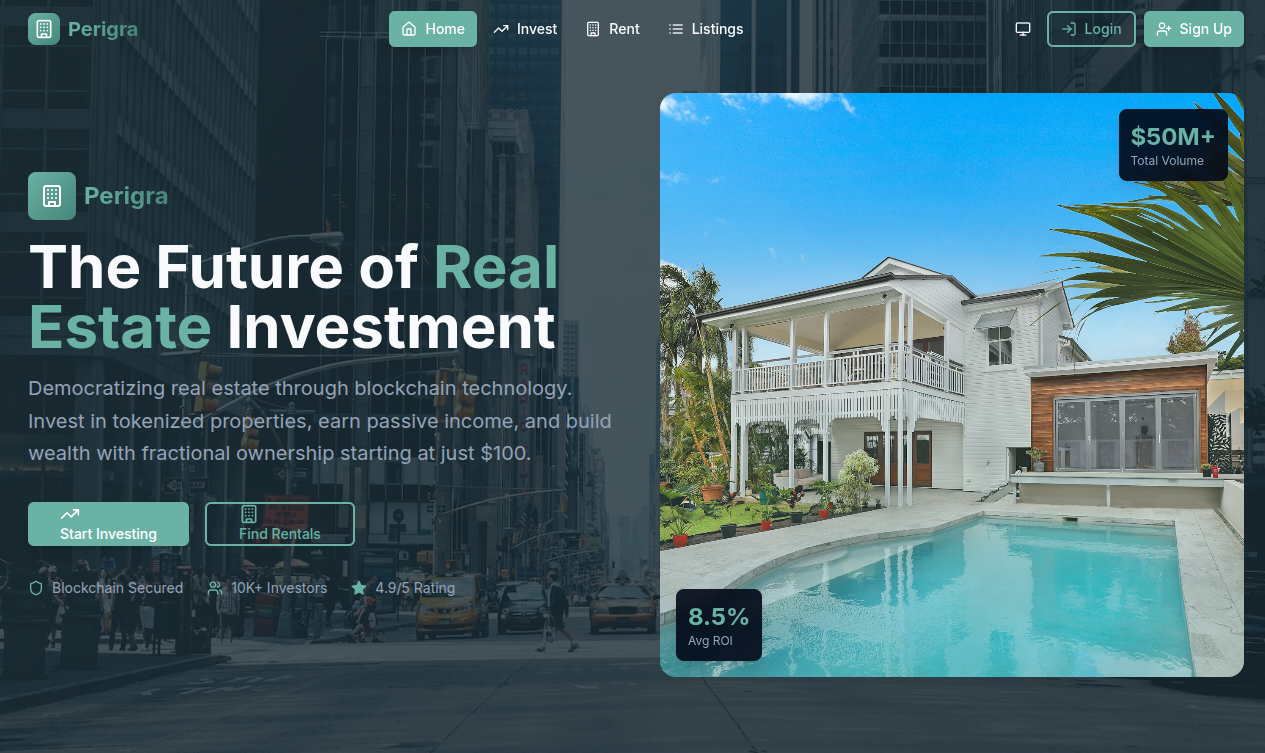 Perigra
Home
Invest
Rent
Listings
Login
Sign Up
$50M+
Total Volume
Perigra
The Future of Real
Estate Investment
Democratizing real estate through blockchain technology.
Invest in tokenized properties, earn passive income, and build
wealth with fractional ownership starting at just $100.
Start Investing
Find Rentals
Blockchain Secured
10K+ Investors
4.9/5 Rating
8.5%
Avg ROI